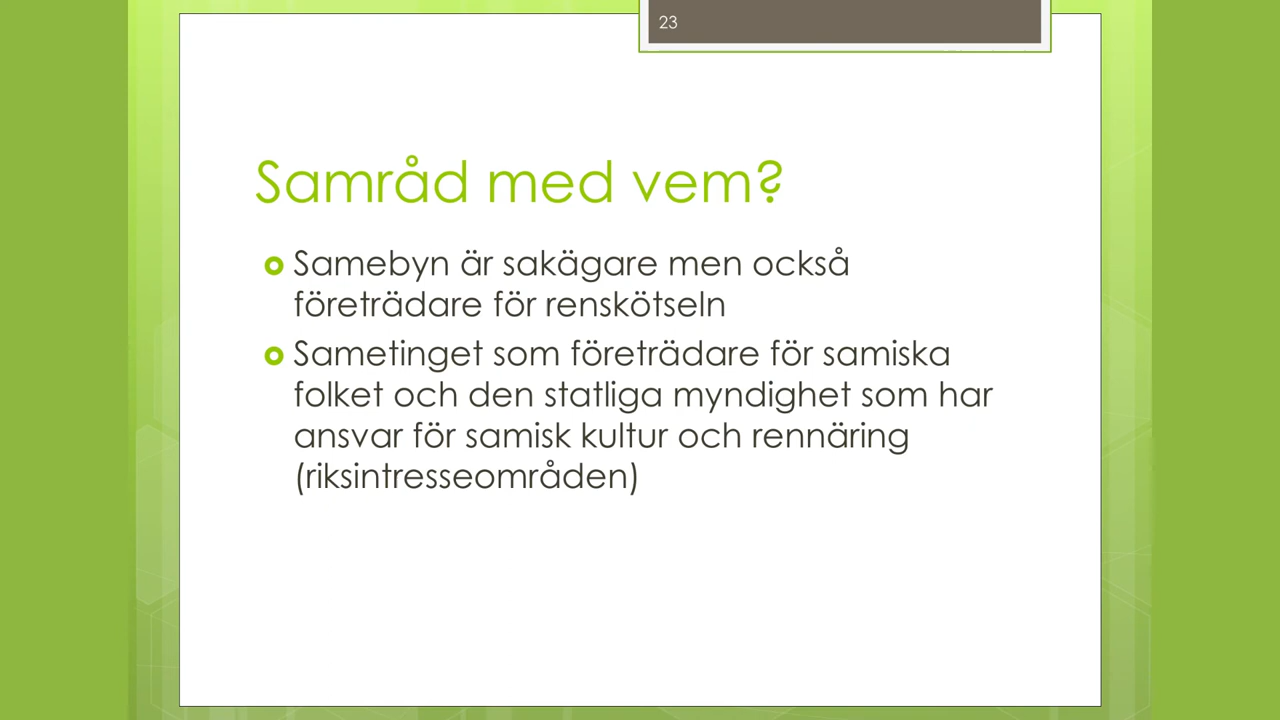 23
Samråd med vem?
Samebyn är sakägare men också
företrädare för renskötseln
Sametinget som företrädare för samiska
folket och den statliga myndighet som har
ansvar för samisk kultur och rennäring
(riksintresseområden)